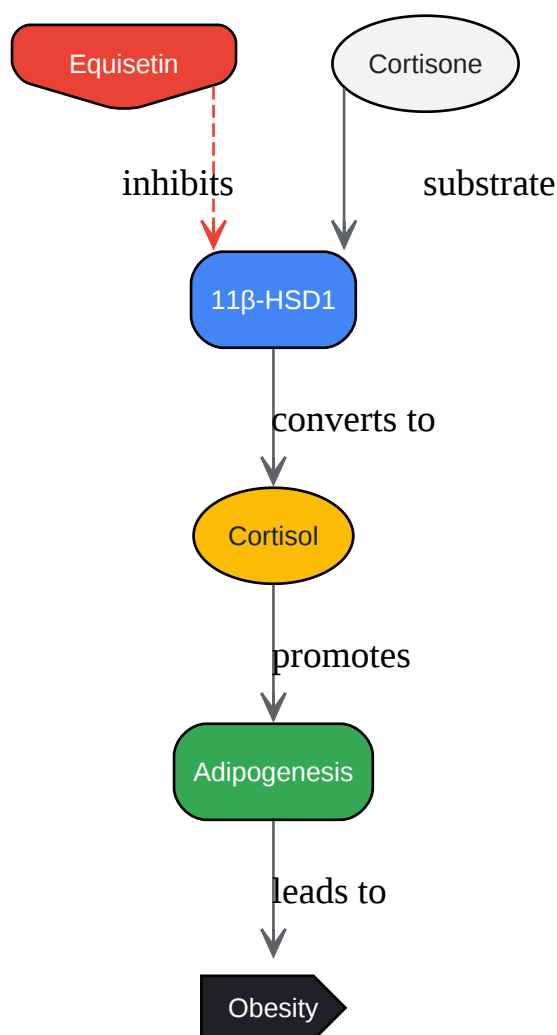 Equisetin
Cortisone
inhibits
substrate
11β-HSD1
converts to
Cortisol
promotes
Adipogenesis
leads to
Obesity